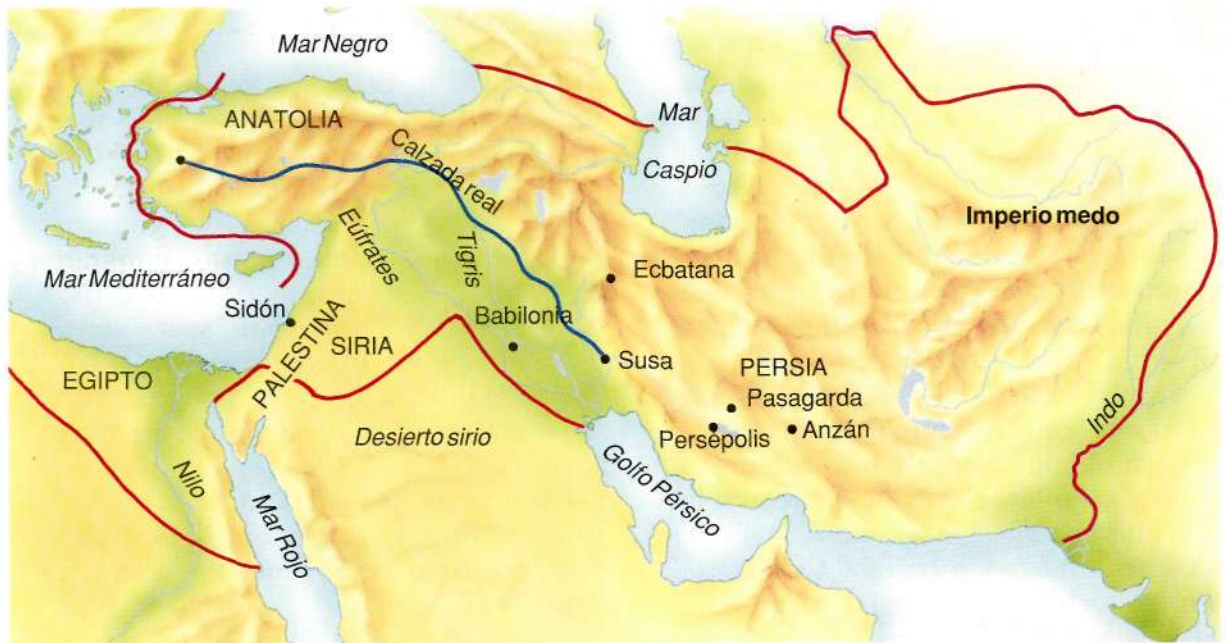 Mar Negro
ANATOLIA
Calzada real
Mar
Caspio
Imperio medo
Eúfrates
Tigris
Ecbatana
Mar Mediterráneo
Sidón
Babilonia
SIRIA
PALESTINA
Susa
PERSIA
Pasagarda
Persépolis
Anzán
EGIPTO
Desierto sirio
Indo
Nilo
Mar Rojo
Golfo Pérsico